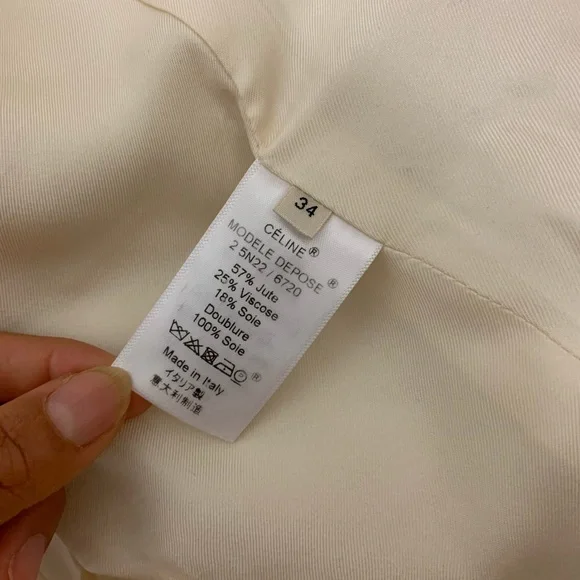 34
CÉLINE®
MODELE DEPOSE®
2 5N22 / 6720
57% Jute
25% Viscose
18% Soie
Doublure
100% Soie
Made in Italy
イタリア製
意大利制造